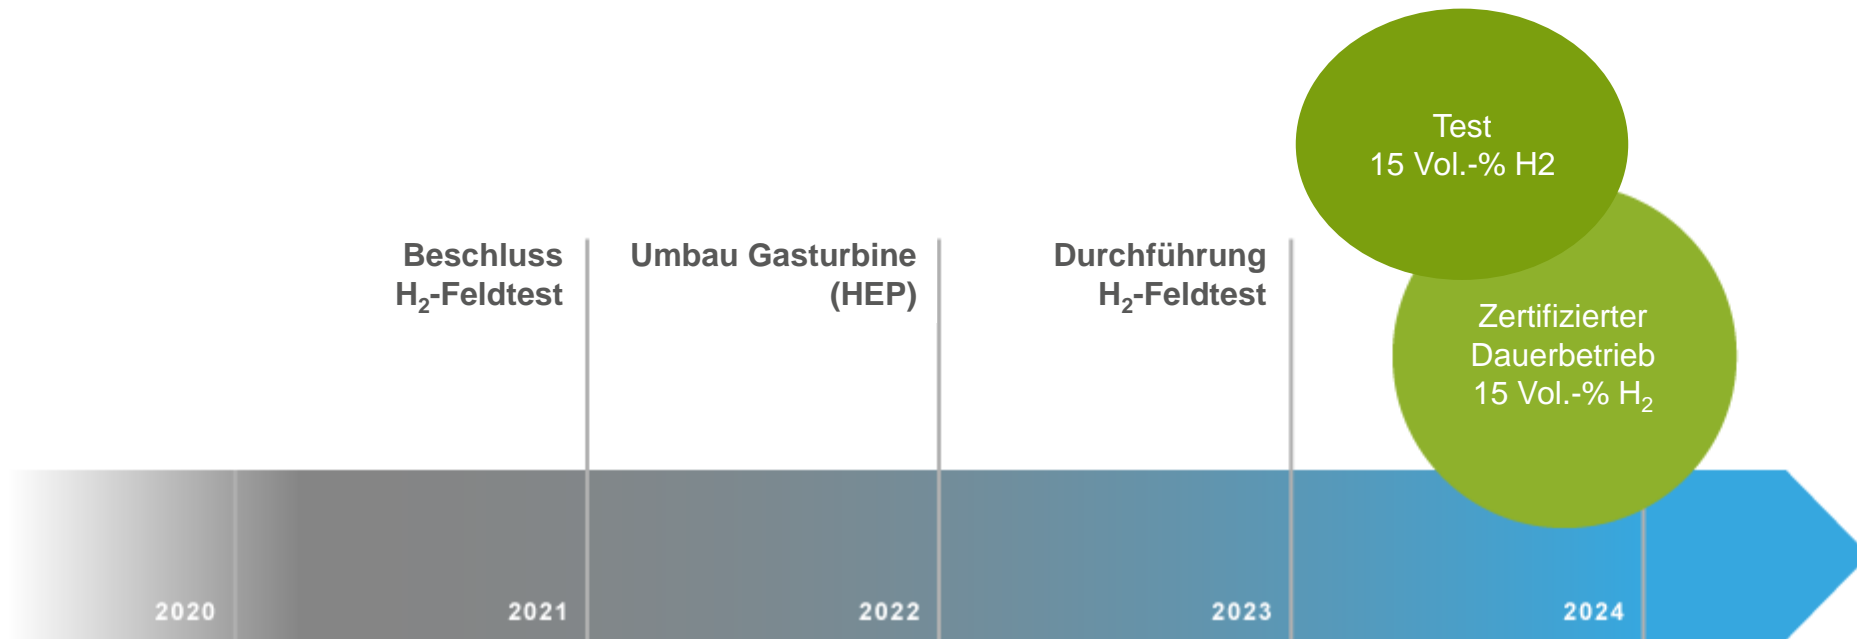 Test
15 Vol.-% H2
Beschluss
H₂-Feldtest
Umbau Gasturbine
(HEP)
Durchführung
H₂-Feldtest
Zertifizierter
Dauerbetrieb
15 Vol.-% H₂
2020
2021
2022
2023
2024